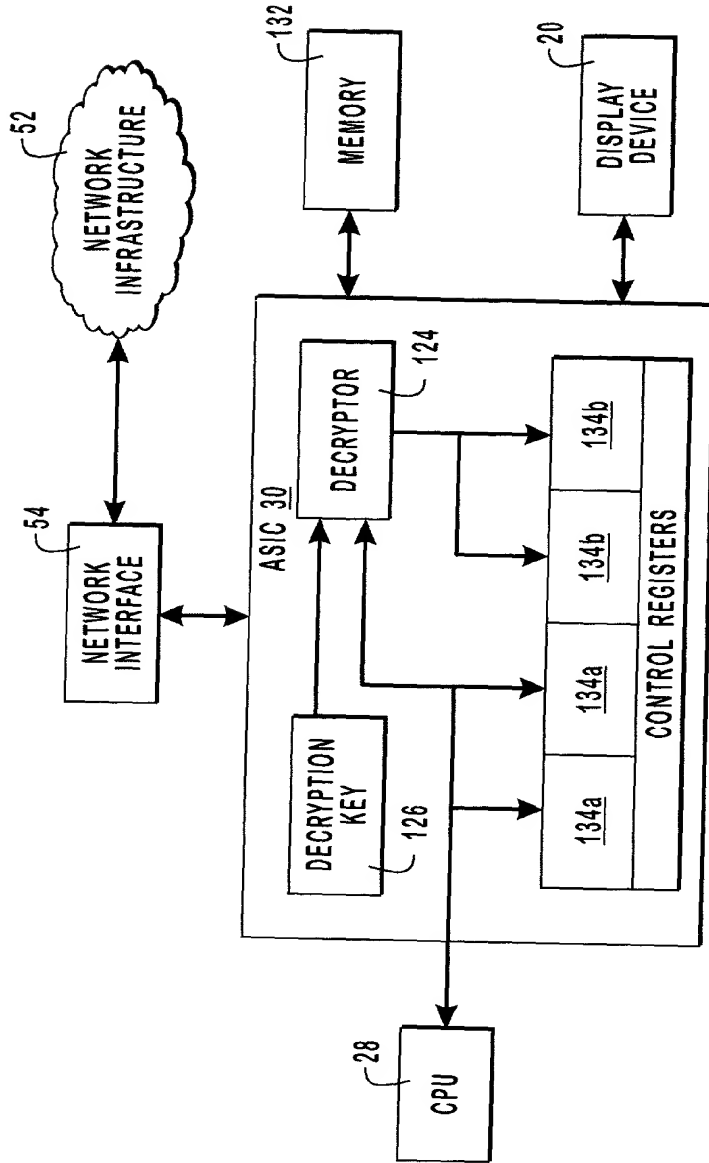 52
NETWORK
INFRASTRUCTURE
54
NETWORK
INTERFACE
132
MEMORY
20
DISPLAY
DEVICE
ASIC 30
DECRYPTOR
124
DECRYPTION
KEY
126
28
CPU
134a
134a
134b
134b
CONTROL REGISTERS